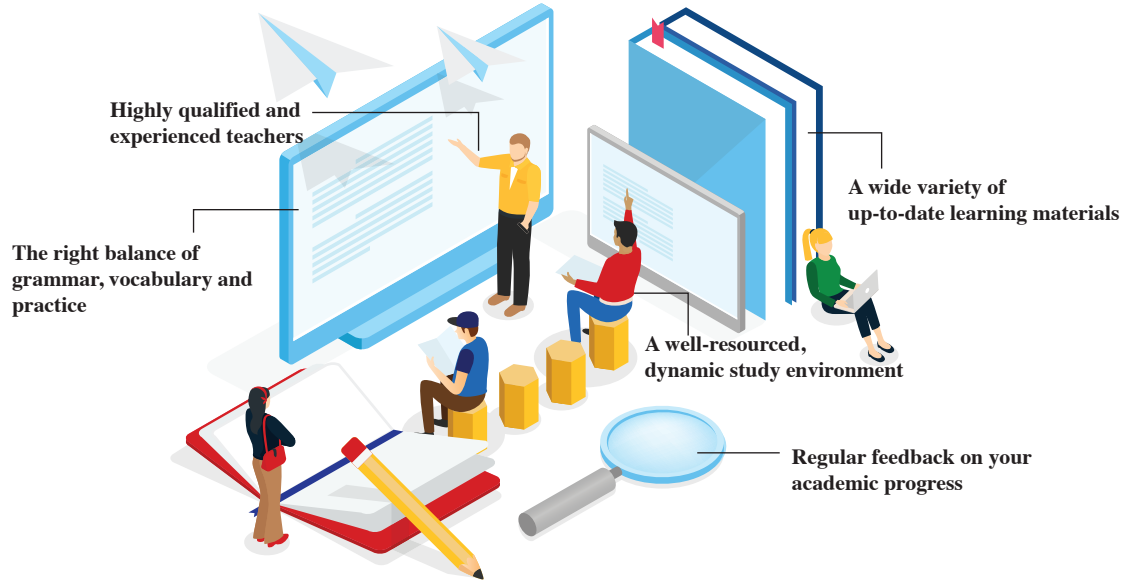 Highly qualified and
experienced teachers
A wide variety of
up-to-date learning materials
The right balance of
grammar, vocabulary and
practice
A well-resourced,
dynamic study environment
Regular feedback on your
academic progress